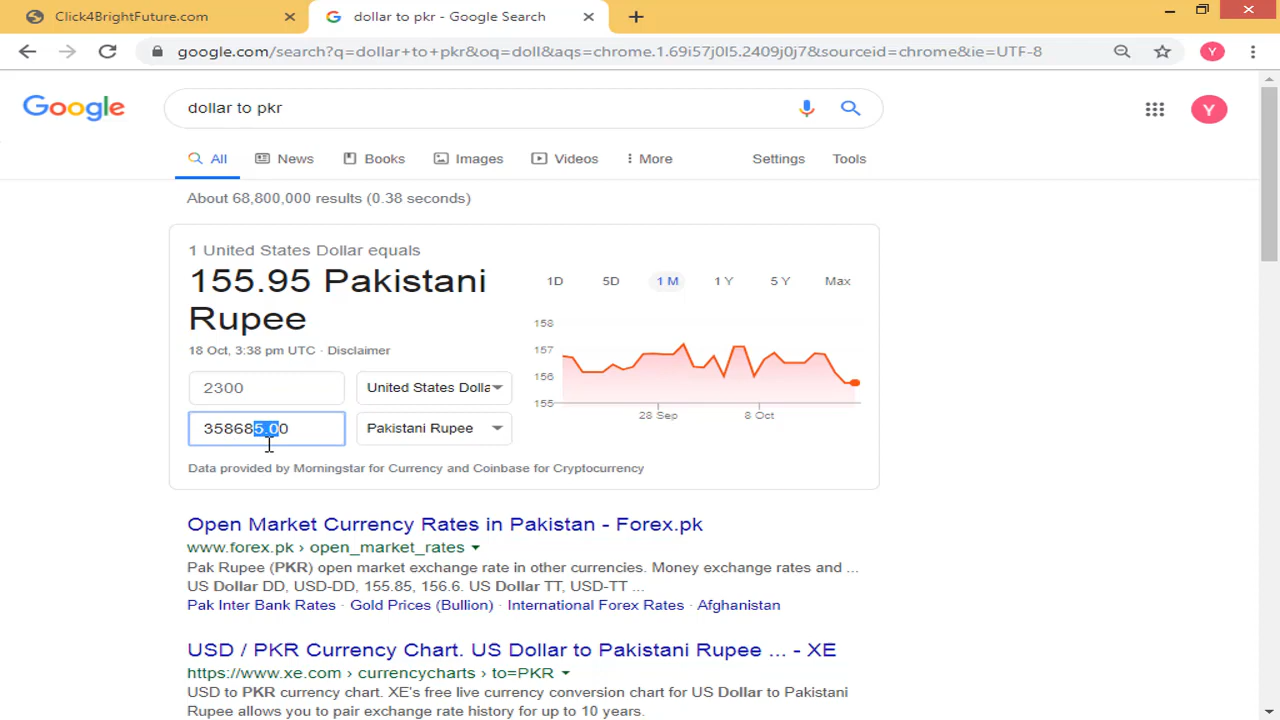 Click4BrightFuture.com
dollar to pkr - Google Search
google.com/search?q=dollar+to+pkr&oq=doll&aqs=chrome.1.69i57j0l5.2409j0j7&sourceid=chrome&ie=UTF-8
Y
Google
dollar to pkr
Y
All
News
Books
Images
Videos
More
Settings
Tools
About 68,800,000 results (0.38 seconds)
1 United States Dollar equals
155.95 Pakistani
Rupee
18 Oct, 3:38 pm UTC · Disclaimer
2300
United States Dolla
358685.00
Pakistani Rupee
1D
5D
1 M
1 Y
5 Y
Max
158
157
156
155
28 Sep
8 Oct
Data provided by Morningstar for Currency and Coinbase for Cryptocurrency
Open Market Currency Rates in Pakistan - Forex.pk
www.forex.pk › open_market_rates
Pak Rupee (PKR) open market exchange rate in other currencies. Money exchange rates and ...
US Dollar DD, USD-DD, 155.85, 156.6. US Dollar TT, USD-TT ...
Pak Inter Bank Rates · Gold Prices (Bullion) · International Forex Rates · Afghanistan
USD / PKR Currency Chart. US Dollar to Pakistani Rupee ... - XE
https://www.xe.com › currencycharts › to=PKR
USD to PKR currency chart. XE's free live currency conversion chart for US Dollar to Pakistani
Rupee allows you to pair exchange rate history for up to 10 years.